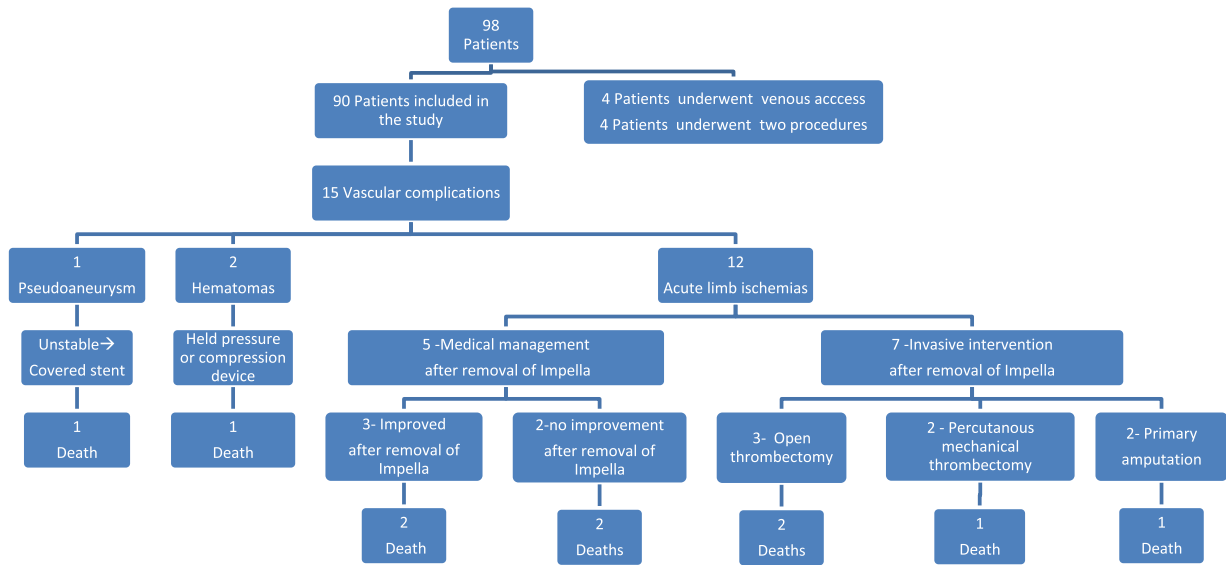 98
Patients
90 Patients included in
the study
4 Patients underwent venous acccess
4 Patients underwent two procedures
15 Vascular complications
1
Pseudoaneurysm
2
Hematomas
12
Acute limb ischemias
Unstable→
Covered stent
Held pressure
or compression
device
5 -Medical management
after removal of Impella
7 -Invasive intervention
after removal of Impella
1
Death
1
Death
3- Improved
after removal of
Impella
2-no improvement
after removal of
Impella
3- Open
thrombectomy
2 - Percutanous
mechanical
thrombectomy
2- Primary
amputation
2
Death
2
Deaths
2
Deaths
1
Death
1
Death